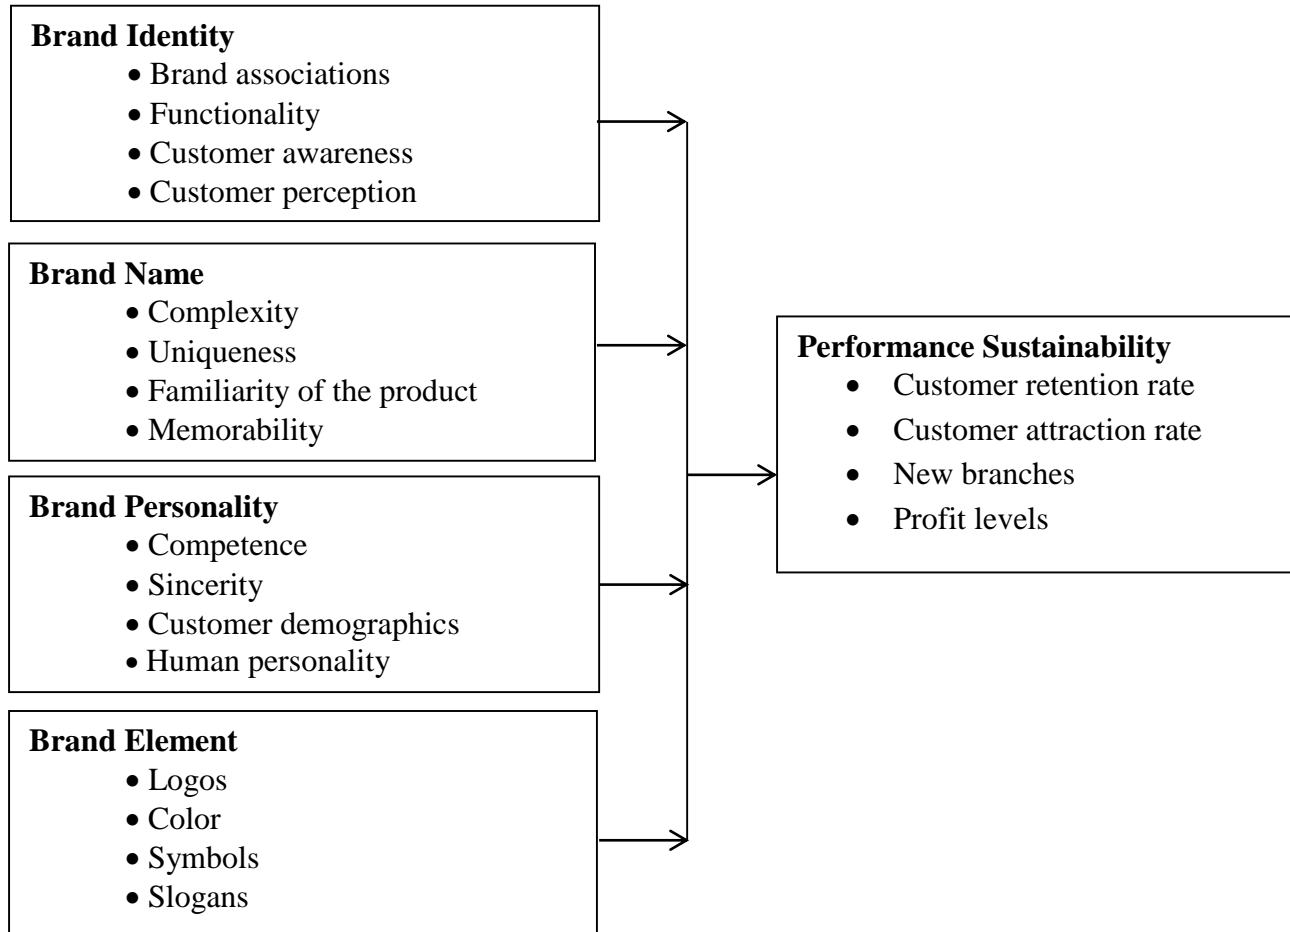 Brand Identity
• Brand associations
• Functionality
• Customer awareness
• Customer perception
Brand Name
• Complexity
• Uniqueness
• Familiarity of the product
• Memorability
Brand Personality
• Competence
• Sincerity
• Customer demographics
• Human personality
Brand Element
• Logos
• Color
• Symbols
• Slogans
Performance Sustainability
• Customer retention rate
• Customer attraction rate
• New branches
• Profit levels